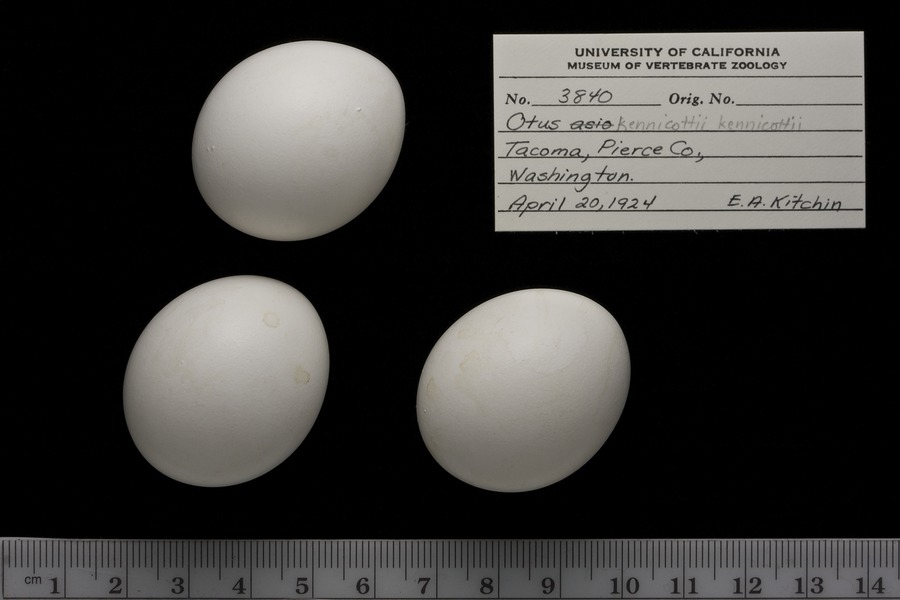 UNIVERSITY OF CALIFORNIA
MUSEUM OF VERTEBRATE ZOOLOGY
No. 3840 Orig. No.
Otus asio kennicottii kennicottii
Tacoma, Pierce Co.,
Washington.
April 20, 1924 E.A. Kitchin
cm 1 2 3 4 5 6 7 8 9 10 11 12 13 14